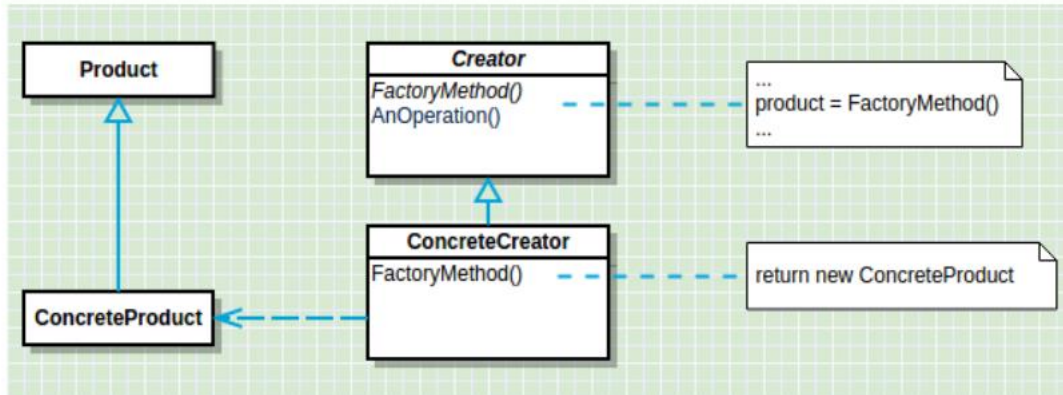 Product
Creator
FactoryMethod()
AnOperation()
...
product = FactoryMethod()
...
ConcreteCreator
FactoryMethod()
return new ConcreteProduct
ConcreteProduct